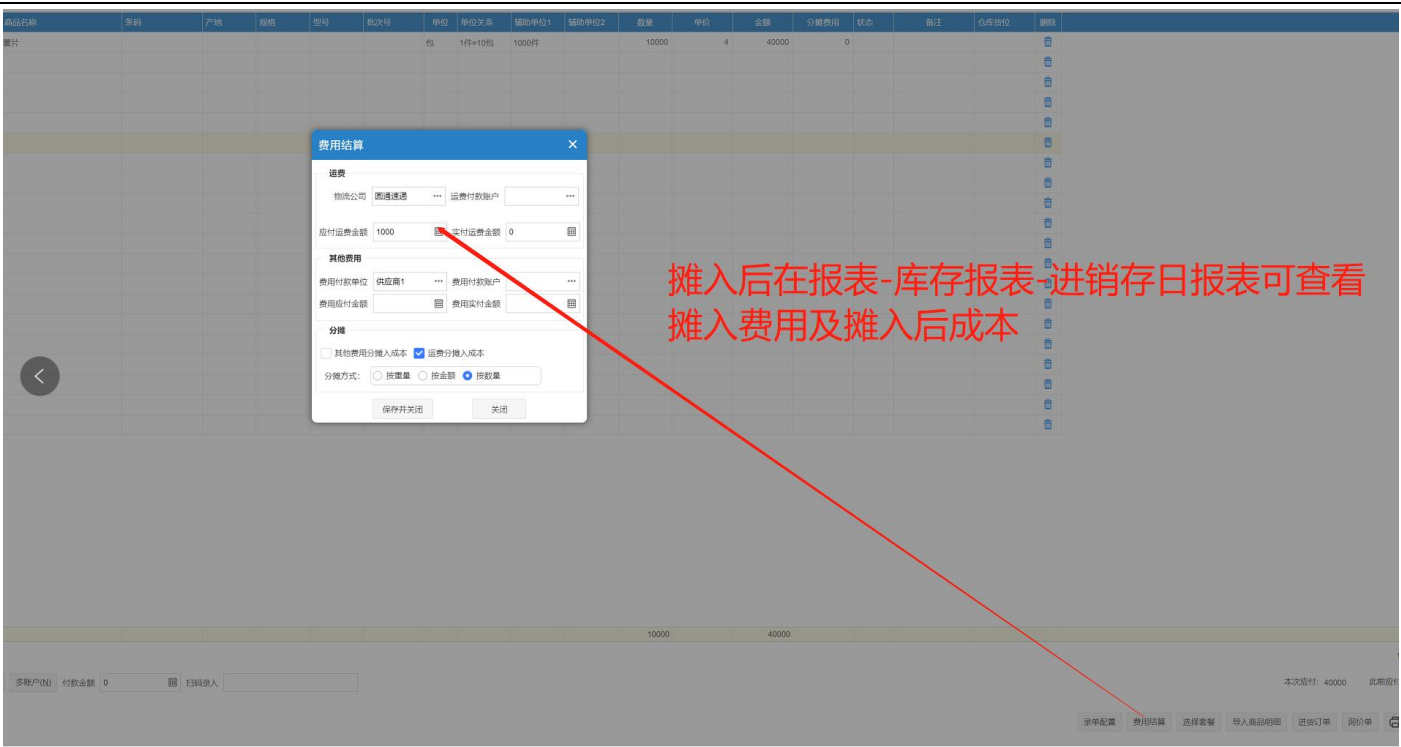 商品名称 条码 产地 规格 型号 批次号 单位 单位关系 辅助单位1 辅助单位2 数量 单价 金额 分摊费用 状态 备注 仓库货位 删除
薯片 包 1件=10包 1000件 10000 4 40000 0
费用结算
运费
物流公司 圆通速递 ··· 运费付款账户 ···
应付运费金额 1000 实付运费金额 0
其他费用
费用付款单位 供应商1 ··· 费用付款账户 ···
费用应付金额 费用实付金额
分摊
其他费用分摊入成本 运费分摊入成本
分摊方式: 按重量 按金额 按数量
保存并关闭 关闭
摊入后在报表-库存报表-进销存日报表可查看
摊入费用及摊入后成本
10000 40000
多账户(N) 付款金额 0 扫码录入 本次应付: 40000 此前应付
录单配置 费用结算 选择套餐 导入商品明细 进货订单 询价单